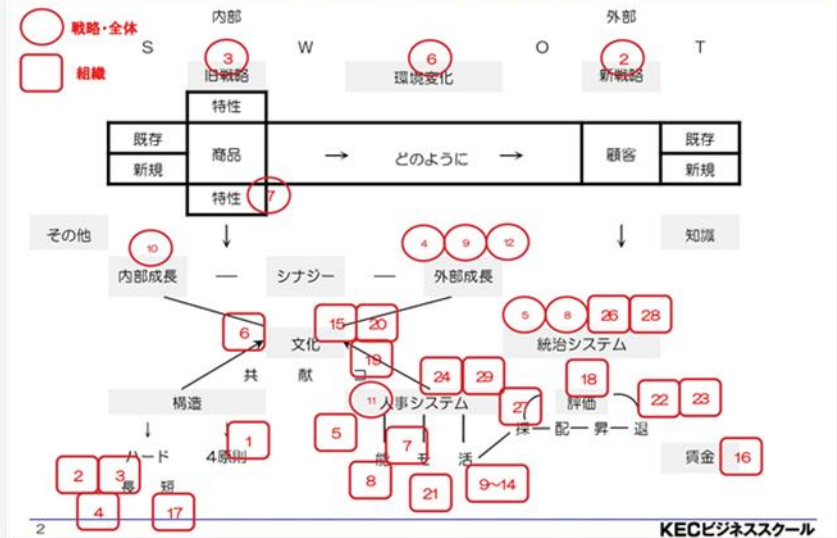 戦略・全体
組織
内部
外部
S W O T
3 6 2
旧戦略 環境変化 新戦略
特性
既存 商品 → どのように → 顧客 既存
新規 新規
特性 7
その他 知識
10 4 9 12
内部成長 シナジー 外部成長
5 8 26 28
6 15 20
文化 統治システム
19
共 献 コ
24 29 18
構造 11 人事システム 27 評価 22 23
採 配 昇 退
1 5 7
ハード 4原則 能 モ 活 賃金 16
2 3 8 21 9~14
長 短
4 17
2 KECビジネススクール